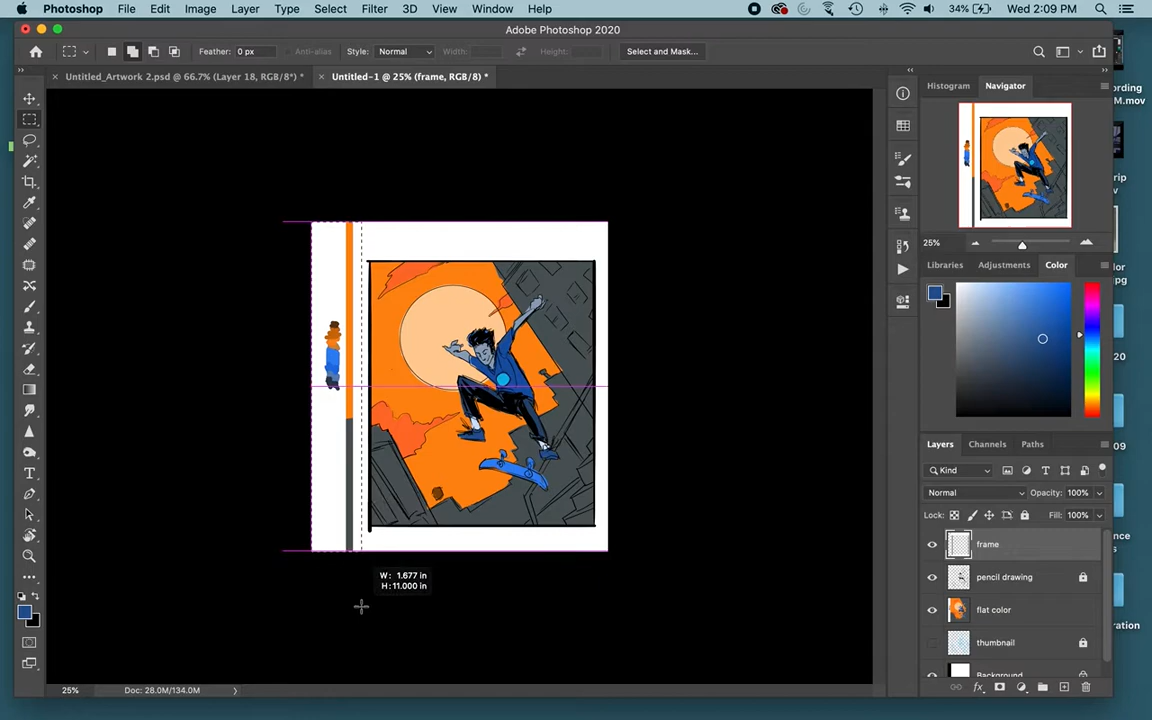 Photoshop File Edit Image Layer Type Select Filter 3D View Window Help 34% Wed 2:09 PM
Adobe Photoshop 2020
Feather: 0 px Anti-alias Style: Normal Width: Height: Select and Mask...
Untitled_Artwork 2.psd @ 66.7% (Layer 18, RGB/8) * Untitled-1 @ 25% (frame, RGB/8) *
Histogram Navigator
25%
Libraries Adjustments Color
W: 1.677 in
H: 11.000 in
Layers Channels Paths
Kind
Normal Opacity: 100%
Lock: Fill: 100%
frame
pencil drawing
flat color
thumbnail
Background
25% Doc: 28.0M/134.0M